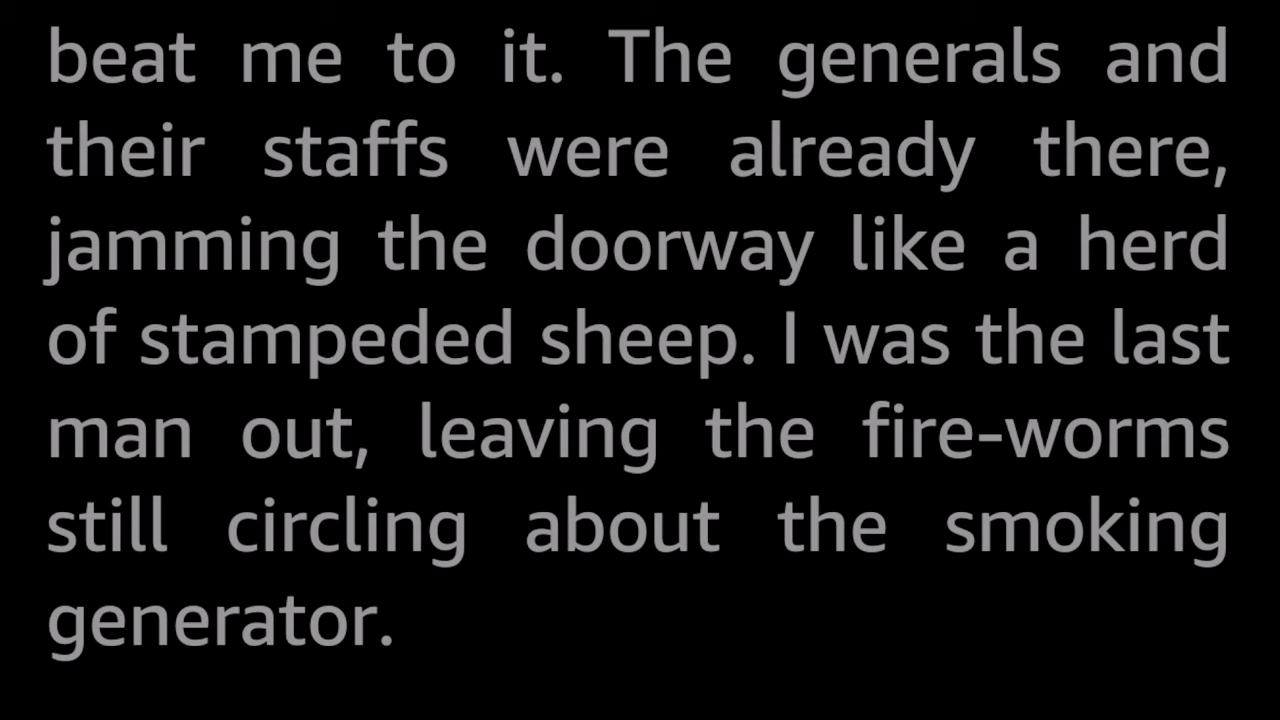 beat me to it. The generals and
their staffs were already there,
jamming the doorway like a herd
of stampeded sheep. I was the last
man out, leaving the fire-worms
still circling about the smoking
generator.